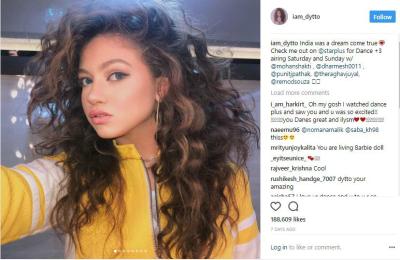 iam_dytto
Follow
iam_dytto India was a dream come true
Check me out on @starplus for Dance +3
airing Saturday and Sunday w/
@mohanshakti , @dharmesh0011 ,
@punitjpathak, @theraghavjuyal,
@remodsouza
Load more comments
i_am_harkirt_ Oh my gosh I watched dance
plus and saw you and u was so excited!!
you Danes great and ilysm❤❤
naeemu96 @nomanamalik @saba_kh98
thiss
mrityunjoykalita You are living Barbie doll
_eyitseunice_
rajveer_krishna Cool
rushikesh_handge_7007 dytto your
amazing
188,609 likes
7 DAYS AGO
Log in to like or comment.